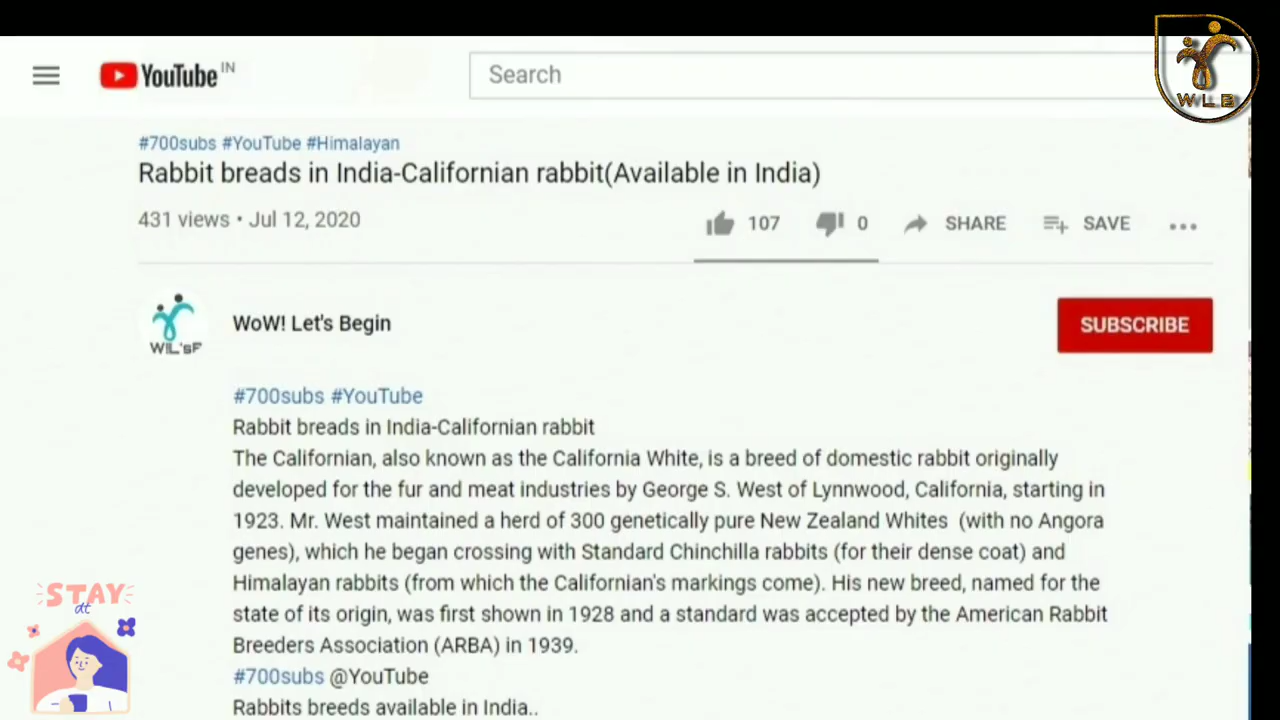 YouTube IN
Search
WLB
#700subs #YouTube #Himalayan
Rabbit breads in India-Californian rabbit(Available in India)
431 views • Jul 12, 2020
107
0
SHARE
SAVE
WIL'sF
WoW! Let's Begin
SUBSCRIBE
#700subs #YouTube
Rabbit breads in India-Californian rabbit
The Californian, also known as the California White, is a breed of domestic rabbit originally
developed for the fur and meat industries by George S. West of Lynnwood, California, starting in
1923. Mr. West maintained a herd of 300 genetically pure New Zealand Whites (with no Angora
genes), which he began crossing with Standard Chinchilla rabbits (for their dense coat) and
Himalayan rabbits (from which the Californian's markings come). His new breed, named for the
state of its origin, was first shown in 1928 and a standard was accepted by the American Rabbit
Breeders Association (ARBA) in 1939.
#700subs @YouTube
Rabbits breeds available in India..
STAY